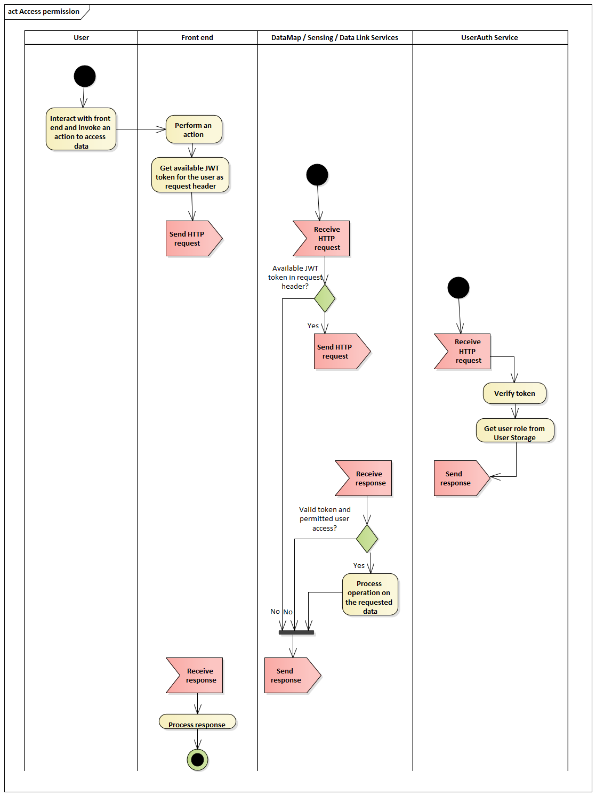 act Access permission
User
Front end
DataMap / Sensing / Data Link Services
UserAuth Service
Interact with front
end and invoke an
action to access
data
Perform an
action
Get available JWT
token for the user as
request header
Send HTTP
request
Receive
HTTP
request
Available JWT
token in request
header?
Yes
Send HTTP
request
Receive
HTTP
request
Verify token
Get user role from
User Storage
Send
response
Receive
response
Valid token and
permitted user
access?
Yes
Process
operation on
the requested
data
No
No
Send
response
Receive
response
Process response